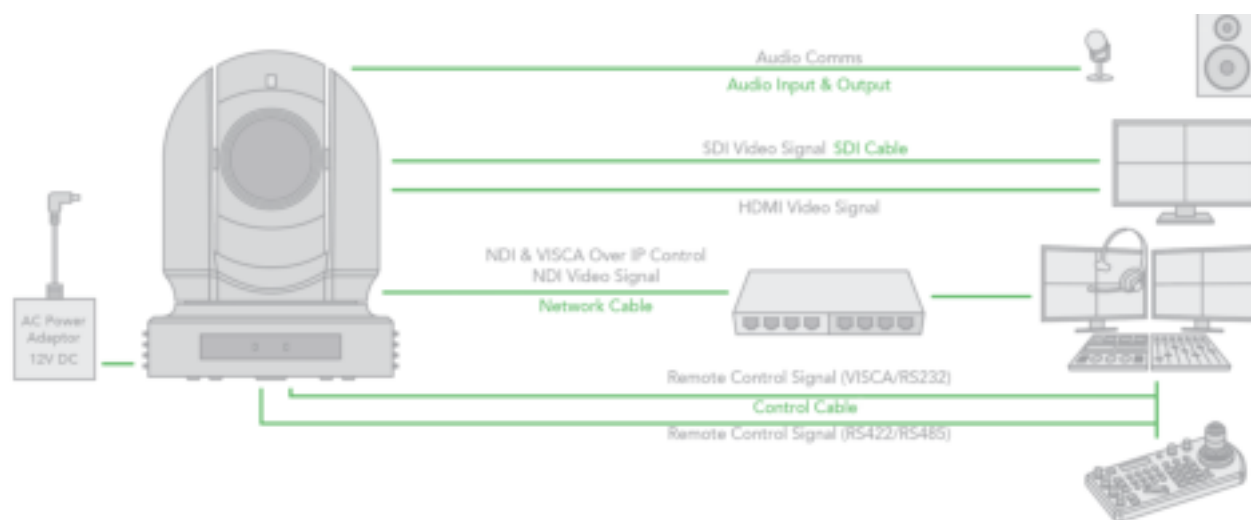 Audio Comms
Audio Input & Output
SDI Video Signal SDI Cable
HDMI Video Signal
NDI & VISCA Over IP Control
NDI Video Signal
Network Cable
AC Power
Adaptor
12V DC
Remote Control Signal (VISCA/RS232)
Control Cable
Remote Control Signal (RS422/RS485)